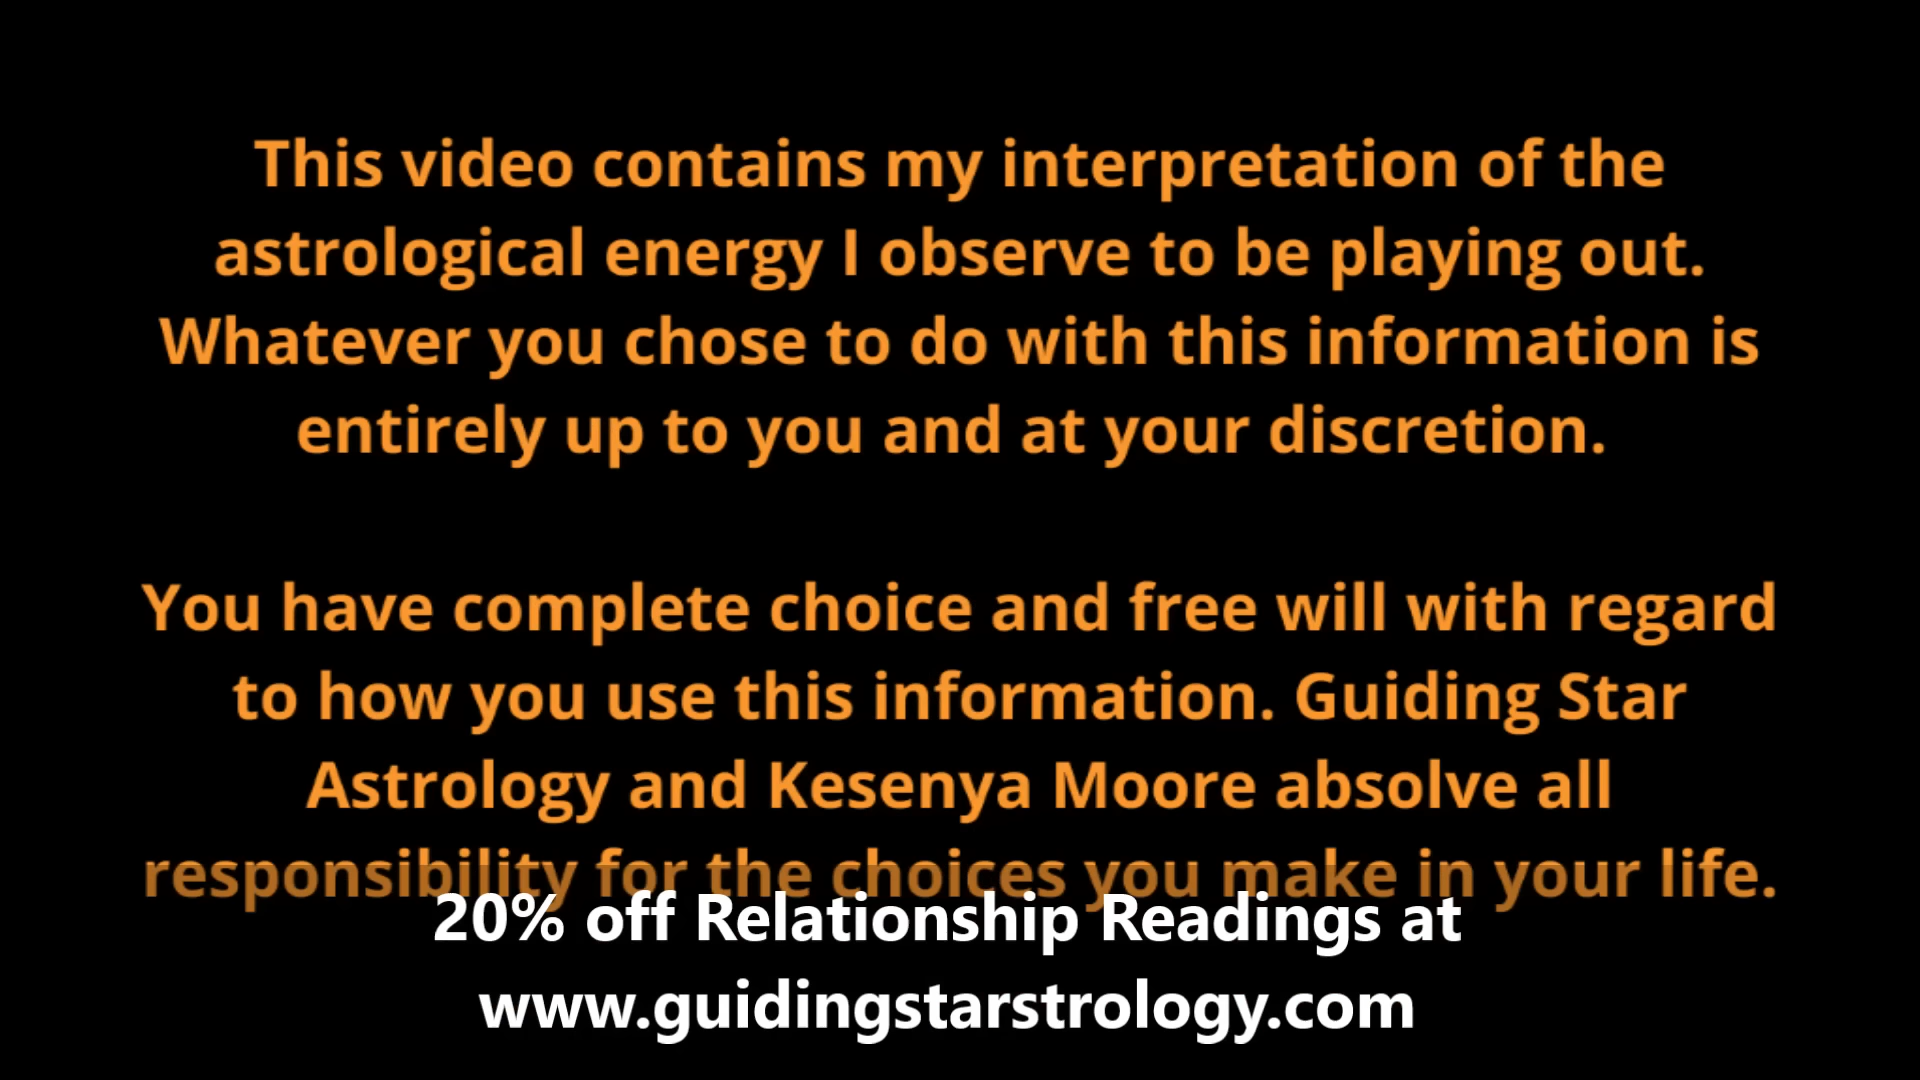 This video contains my interpretation of the
astrological energy I observe to be playing out.
Whatever you chose to do with this information is
entirely up to you and at your discretion.
You have complete choice and free will with regard
to how you use this information. Guiding Star
Astrology and Kesenya Moore absolve all
responsibility for the choices you make in your life.
20% off Relationship Readings at
www.guidingstarstrology.com